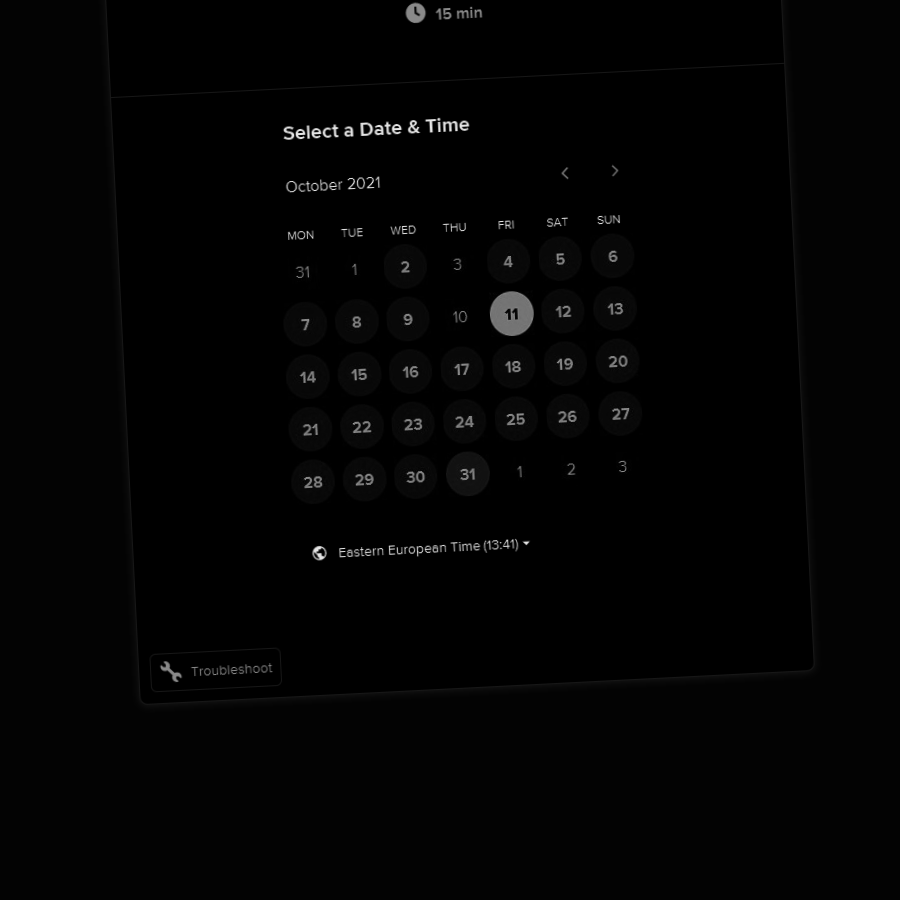 15 min
Select a Date & Time
October 2021
MON TUE WED THU FRI SAT SUN
31 1 2 3 4 5 6
7 8 9 10 11 12 13
14 15 16 17 18 19 20
21 22 23 24 25 26 27
28 29 30 31 1 2 3
Eastern European Time (13:41)
Troubleshoot